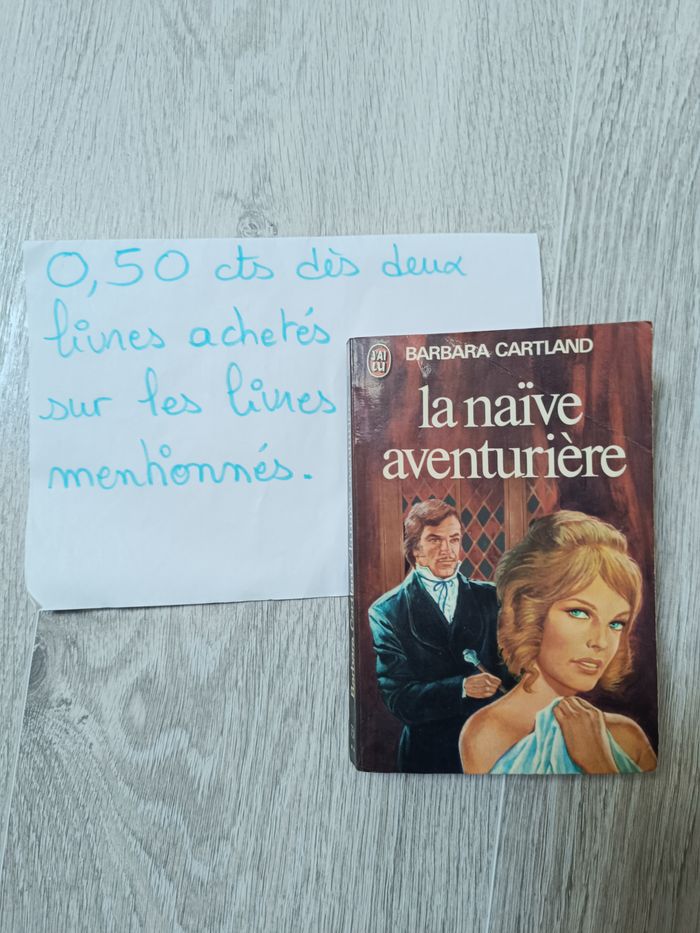 0,50 cts dès deux
livres achetés
sur les livres
mentionnés.
J'AI LU
BARBARA CARTLAND
la naïve
aventurière